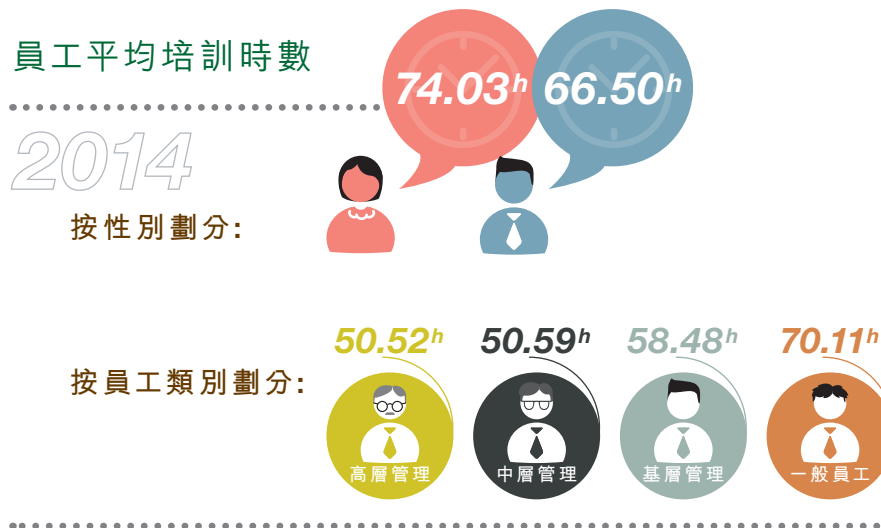 員工平均培訓時數
74.03h 66.50h
2014
按性別劃分:
50.52h 50.59h 58.48h 70.11h
按員工類別劃分:
高層管理 中層管理 基層管理 一般員工